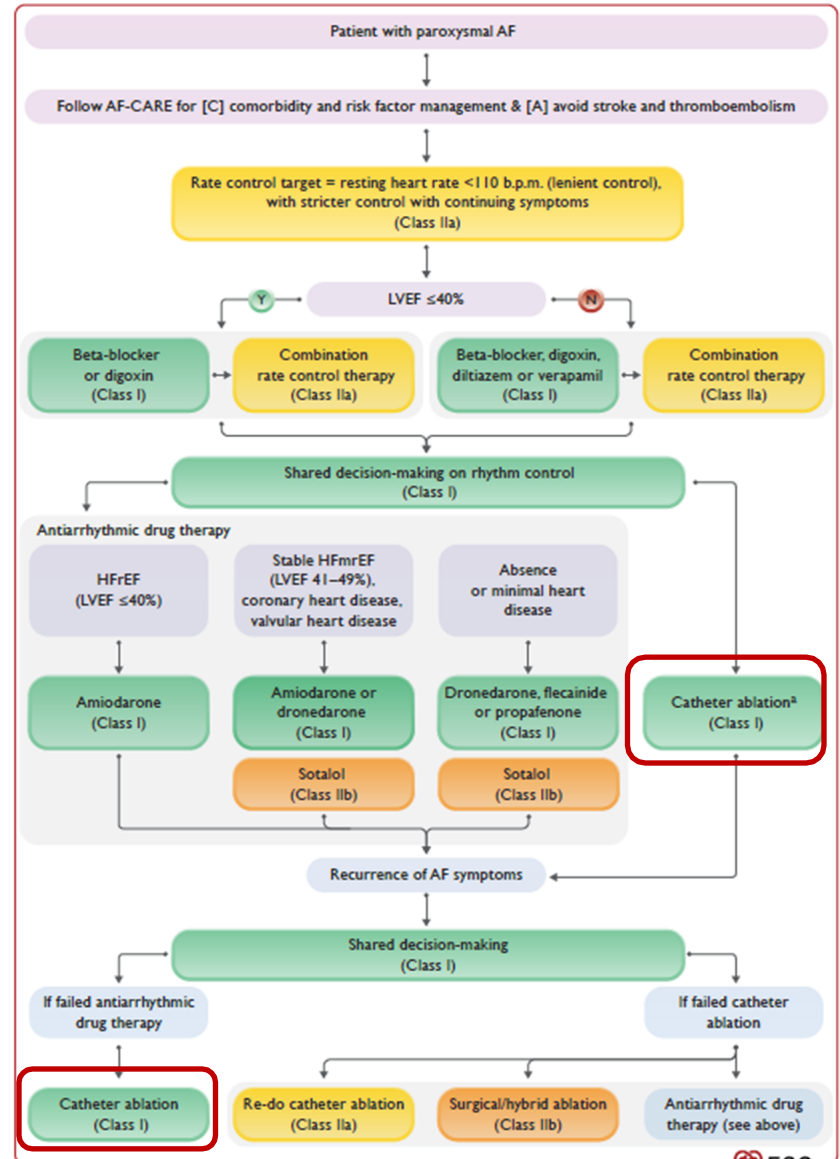 Patient with paroxysmal AF
Follow AF-CARE for [C] comorbidity and risk factor management & [A] avoid stroke and thromboembolism
Rate control target = resting heart rate <110 b.p.m. (lenient control),
with stricter control with continuing symptoms
(Class IIa)
Y
LVEF ≤40%
N
Beta-blocker
or digoxin
(Class I)
Combination
rate control therapy
(Class IIa)
Beta-blocker, digoxin,
diltiazem or verapamil
(Class I)
Combination
rate control therapy
(Class IIa)
Shared decision-making on rhythm control
(Class I)
Antiarrhythmic drug therapy
HFrEF
(LVEF ≤40%)
Stable HFmrEF
(LVEF 41–49%),
coronary heart disease,
valvular heart disease
Absence
or minimal heart
disease
Amiodarone
(Class I)
Amiodarone or
dronedarone
(Class I)
Dronedarone, flecainide
or propafenone
(Class I)
Catheter ablationᵃ
(Class I)
Sotalol
(Class IIb)
Sotalol
(Class IIb)
Recurrence of AF symptoms
Shared decision-making
(Class I)
If failed antiarrhythmic
drug therapy
If failed catheter
ablation
Catheter ablation
(Class I)
Re-do catheter ablation
(Class IIa)
Surgical/hybrid ablation
(Class IIb)
Antiarrhythmic drug
therapy (see above)